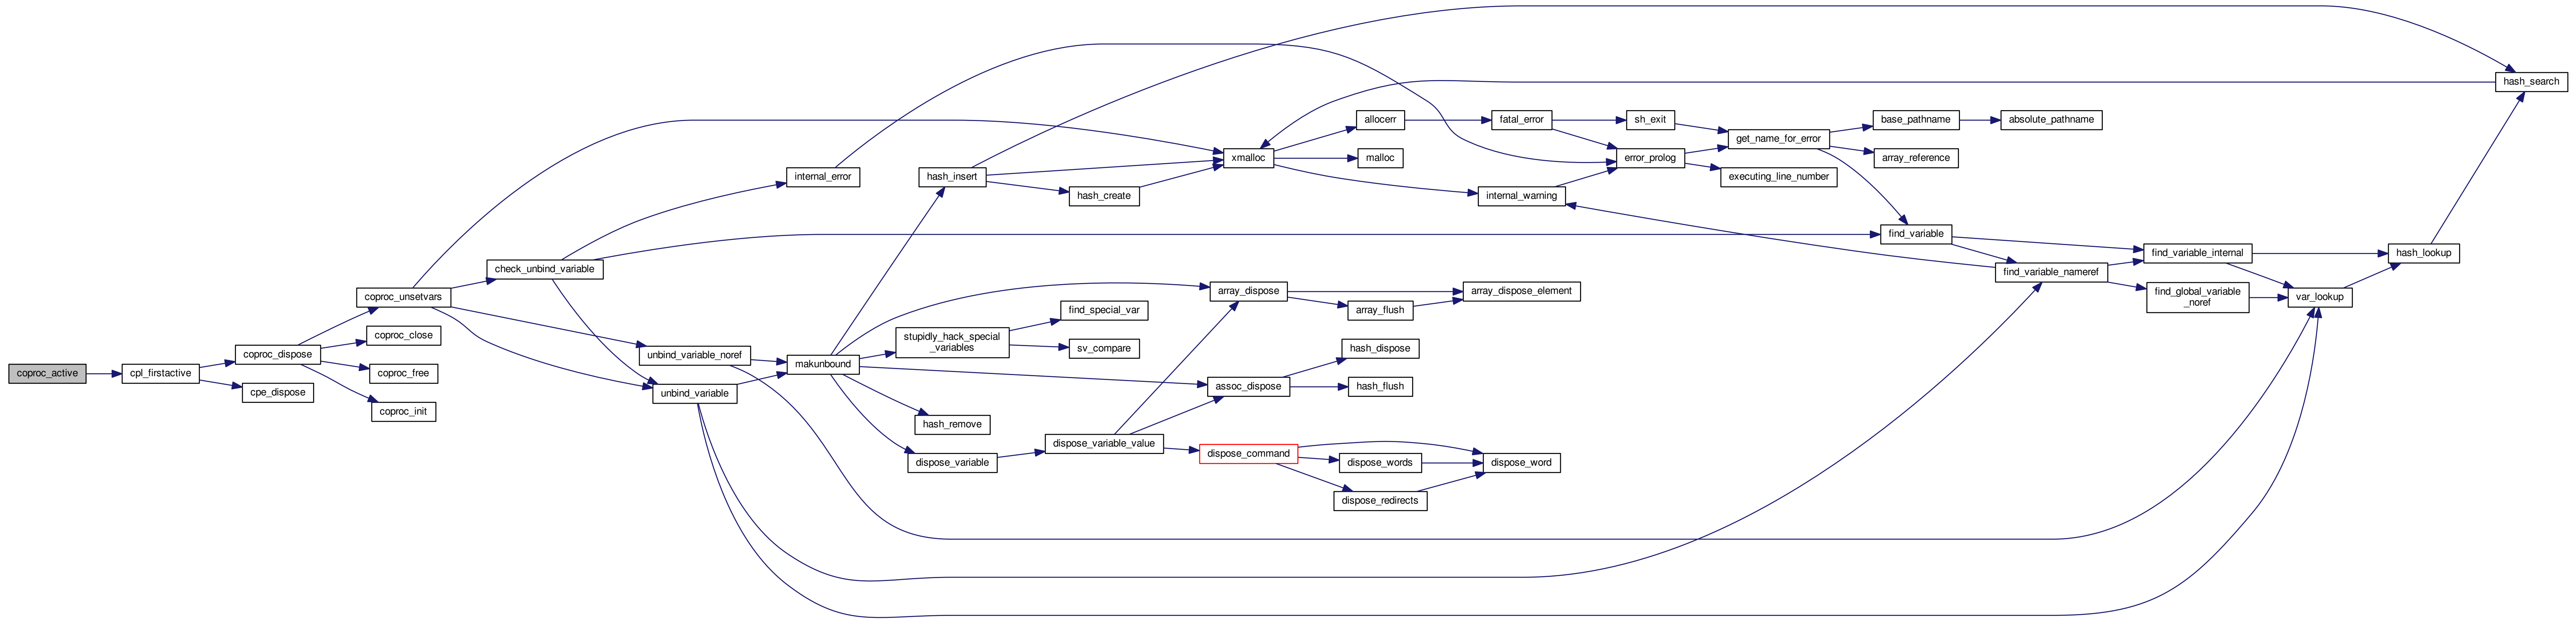 coproc_active
cpl_firstactive
coproc_dispose
cpe_dispose
coproc_unsetvars
coproc_close
coproc_free
coproc_init
check_unbind_variable
unbind_variable_noref
unbind_variable
internal_error
makunbound
hash_insert
stupidly_hack_special
_variables
hash_remove
dispose_variable
hash_create
find_special_var
sv_compare
dispose_variable_value
xmalloc
array_dispose
assoc_dispose
dispose_command
allocerr
malloc
array_flush
hash_dispose
hash_flush
dispose_words
dispose_redirects
fatal_error
internal_warning
array_dispose_element
dispose_word
sh_exit
error_prolog
get_name_for_error
executing_line_number
base_pathname
array_reference
find_variable
absolute_pathname
find_variable_nameref
find_variable_internal
find_global_variable
_noref
var_lookup
hash_lookup
hash_search